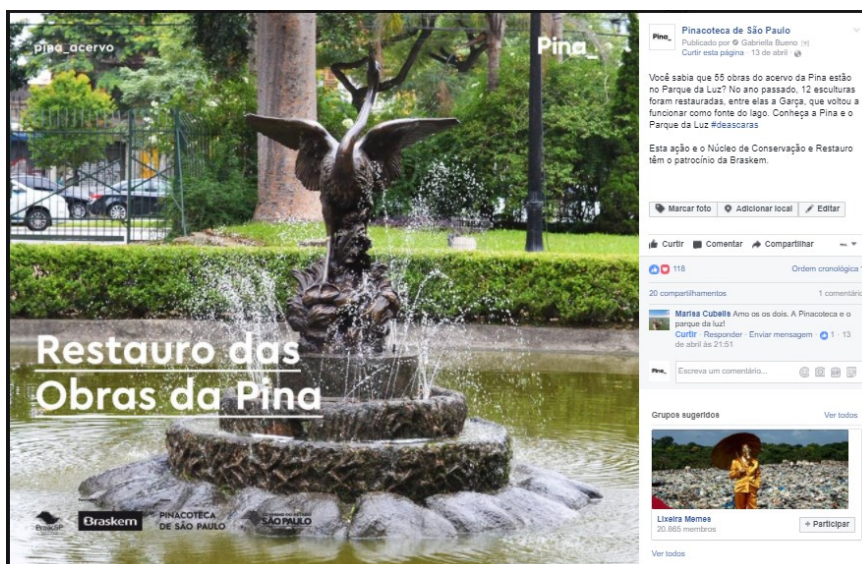 pina_acervo
Pina_
Restauro das
Obras da Pina
Braskem
PINACOTECA
DE SÃO PAULO
SÃO PAULO
Pina_
Pinacoteca de São Paulo
Publicado por Gabriella Bueno [?]
Curtir esta página · 13 de abril ·
Você sabia que 55 obras do acervo da Pina estão
no Parque da Luz? No ano passado, 12 esculturas
foram restauradas, entre elas a Garça, que voltou a
funcionar como fonte do lago. Conheça a Pina e o
Parque da Luz #deascaras
Esta ação e o Núcleo de Conservação e Restauro
têm o patrocínio da Braskem.
Marcar foto
Adicionar local
Editar
Curtir
Comentar
Compartilhar
118
Ordem cronológica
20 compartilhamentos
1 comentário
Marisa Cubells Amo os os dois. A Pinacoteca e o
parque da luz!
Curtir · Responder · Enviar mensagem · 1 · 13
de abril às 21:51
Pina_
Escreva um comentário...
Grupos sugeridos
Ver todos
Lixeira Memes
20.865 membros
+ Participar
Ver todos